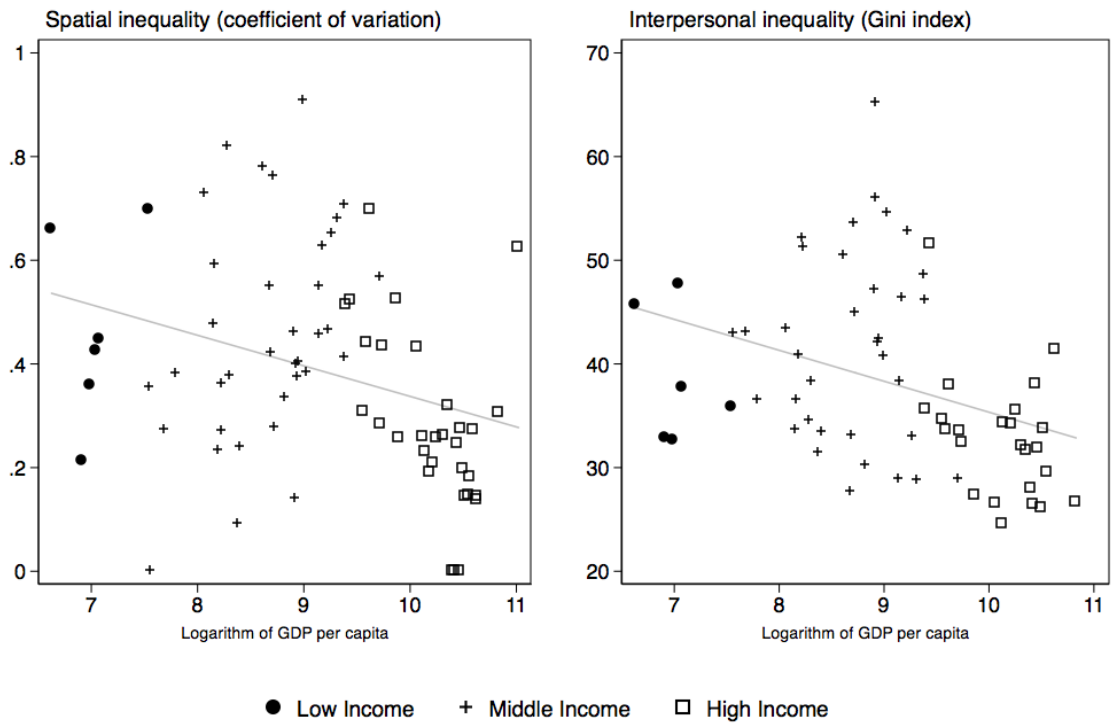 Spatial inequality (coefficient of variation)
1
.8
.6
.4
.2
0
7 8 9 10 11
Logarithm of GDP per capita
Interpersonal inequality (Gini index)
70
60
50
40
30
20
7 8 9 10 11
Logarithm of GDP per capita
Low Income Middle Income High Income